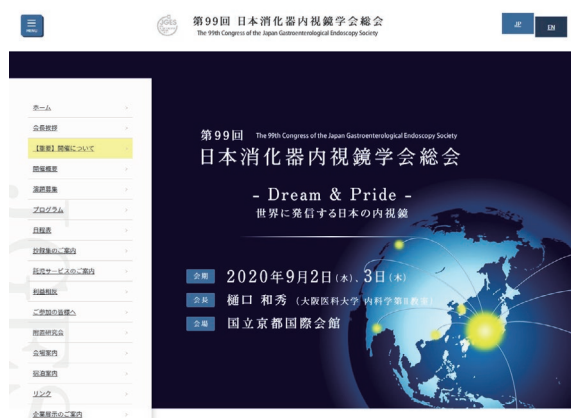 MENU
JGES
第99回 日本消化器内視鏡学会総会
The 99th Congress of the Japan Gastroenterological Endoscopy Society
JP
EN
ホーム
会長挨拶
【重要】開催について
開催概要
演題募集
プログラム
日程表
抄録集のご案内
託児サービスのご案内
利益相反
ご参加の皆様へ
附置研究会
会場案内
宿泊案内
リンク
企業展示のご案内
第99回 The 99th Congress of the Japan Gastroenterological Endoscopy Society
日本消化器内視鏡学会総会
- Dream & Pride -
世界に発信する日本の内視鏡
会期 2020年9月2日(水)、3日(木)
会長 樋口 和秀 (大阪医科大学 内科学第II教室)
会場 国立京都国際会館